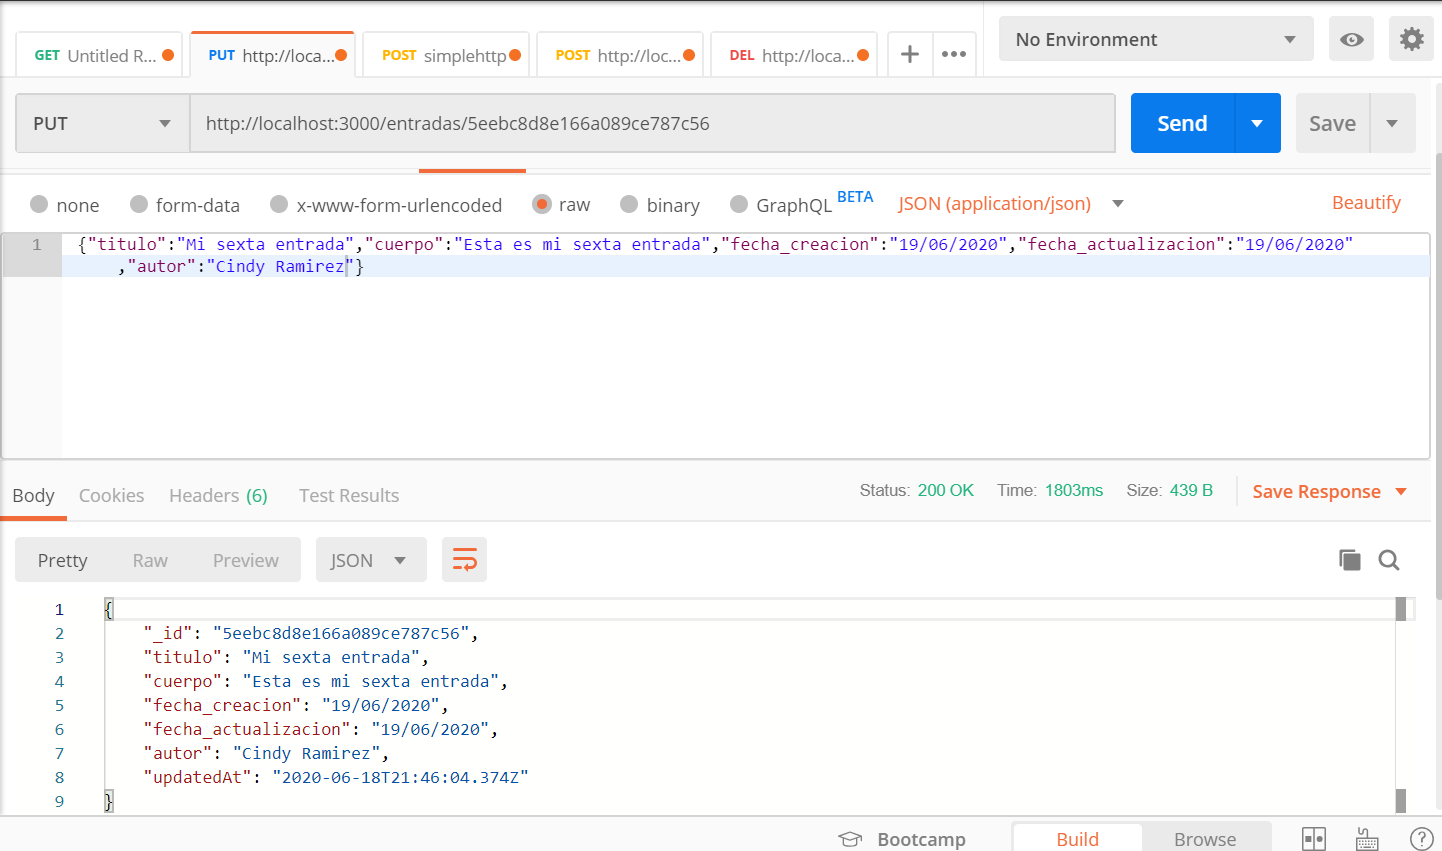 GET Untitled R...
PUT http://loca...
POST simplehttp
POST http://loc...
DEL http://loca...
No Environment
PUT
http://localhost:3000/entradas/5eebc8d8e166a089ce787c56
Send
Save
none
form-data
x-www-form-urlencoded
raw
binary
GraphQL BETA
JSON (application/json)
Beautify
1 {"titulo":"Mi sexta entrada","cuerpo":"Esta es mi sexta entrada","fecha_creacion":"19/06/2020","fecha_actualizacion":"19/06/2020"
,"autor":"Cindy Ramirez"}
Body
Cookies
Headers (6)
Test Results
Status: 200 OK
Time: 1803ms
Size: 439 B
Save Response
Pretty
Raw
Preview
JSON
1 {
2 "_id": "5eebc8d8e166a089ce787c56",
3 "titulo": "Mi sexta entrada",
4 "cuerpo": "Esta es mi sexta entrada",
5 "fecha_creacion": "19/06/2020",
6 "fecha_actualizacion": "19/06/2020",
7 "autor": "Cindy Ramirez",
8 "updatedAt": "2020-06-18T21:46:04.374Z"
9 }
Bootcamp
Build
Browse